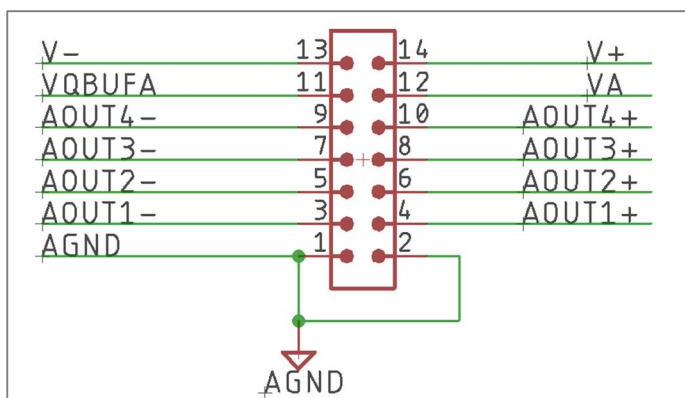 V- 13 14 V+
VQBUFA 11 12 VA
AOUT4- 9 10 AOUT4+
AOUT3- 7 8 AOUT3+
AOUT2- 5 6 AOUT2+
AOUT1- 3 4 AOUT1+
AGND 1 2
AGND